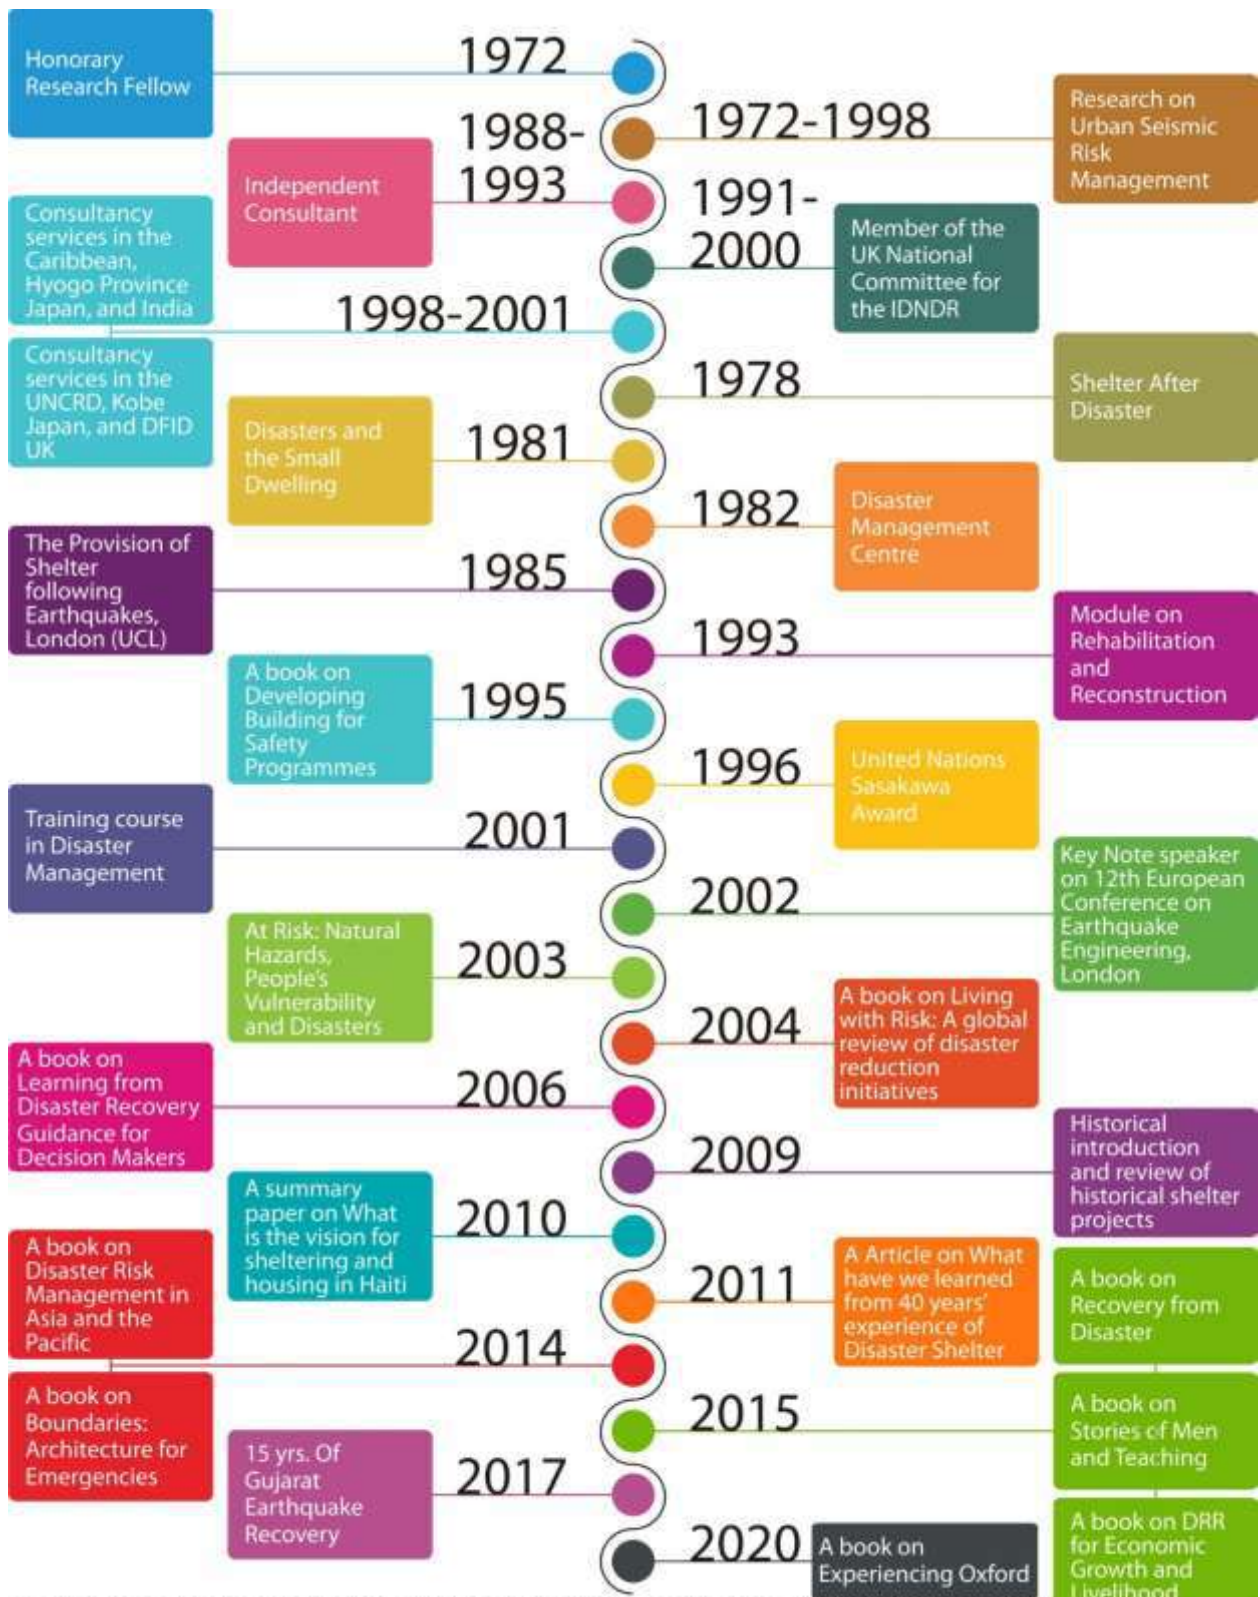 1972
Honorary
Research Fellow
1972-1998
Research on
Urban Seismic
Risk
Management
1988-
1993
Independent
Consultant
1991-
2000
Member of the
UK National
Committee for
the IDNDR
1998-2001
Consultancy
services in the
Caribbean,
Hyogo Province
Japan, and India
Consultancy
services in the
UNCRD, Kobe
Japan, and DFID
UK
1978
Shelter After
Disaster
1981
Disasters and
the Small
Dwelling
1982
Disaster
Management
Centre
1985
The Provision of
Shelter
following
Earthquakes,
London (UCL)
1993
Module on
Rehabilitation
and
Reconstruction
1995
A book on
Developing
Building for
Safety
Programmes
1996
United Nations
Sasakawa
Award
2001
Training course
in Disaster
Management
2002
Key Note speaker
on 12th European
Conference on
Earthquake
Engineering,
London
2003
At Risk: Natural
Hazards,
People's
Vulnerability
and Disasters
2004
A book on Living
with Risk: A global
review of disaster
reduction
initiatives
2006
A book on
Learning from
Disaster Recovery
Guidance for
Decision Makers
2009
Historical
introduction
and review of
historical shelter
projects
2010
A summary
paper on What
is the vision for
sheltering and
housing in Haiti
2011
A Article on What
have we learned
from 40 years'
experience of
Disaster Shelter
2014
A book on
Disaster Risk
Management in
Asia and the
Pacific
A book on
Boundaries:
Architecture for
Emergencies
2015
A book on
Recovery from
Disaster
A book on
Stories of Men
and Teaching
A book on DRR
for Economic
Growth and
Livelihood
2017
15 yrs. Of
Gujarat
Earthquake
Recovery
2020
A book on
Experiencing Oxford